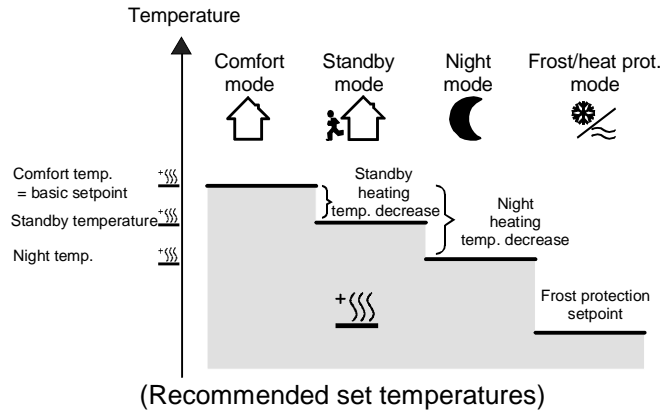 Temperature
Comfort
mode
Standby
mode
Night
mode
Frost/heat prot.
mode
Comfort temp.
= basic setpoint
Standby temperature
Night temp.
Standby
heating
temp. decrease
Night
heating
temp. decrease
Frost protection
setpoint
(Recommended set temperatures)